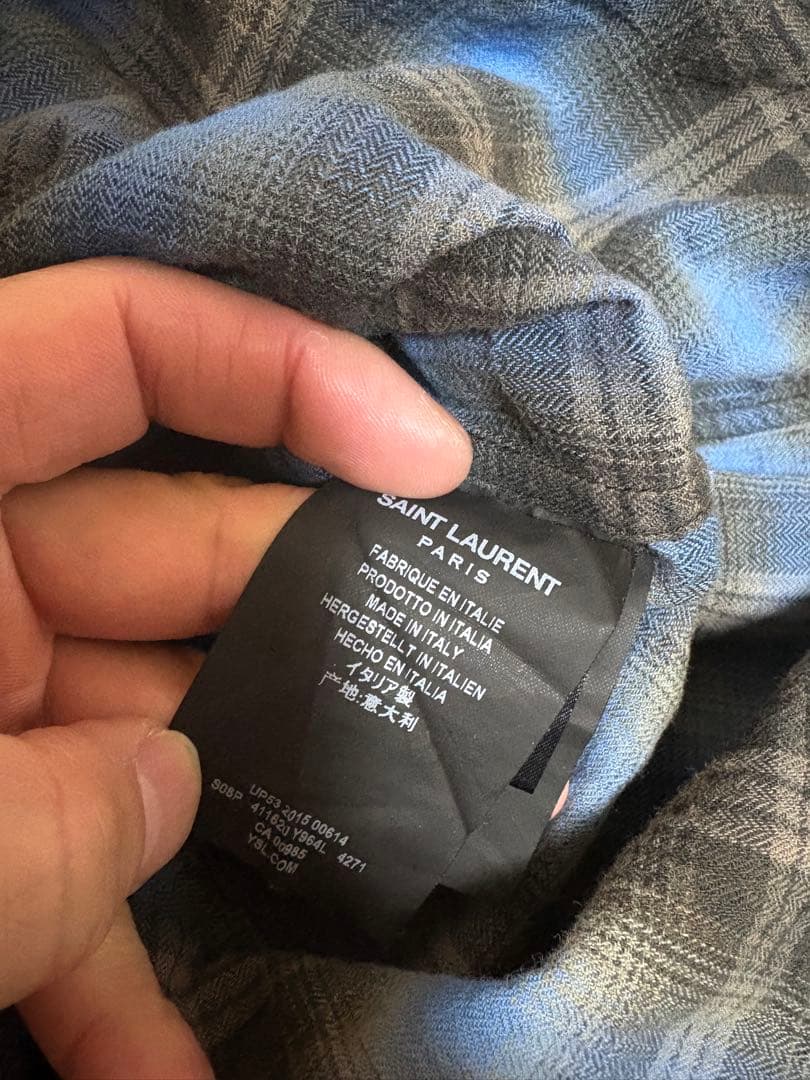 SAINT LAURENT
PARIS
FABRIQUE EN ITALIE
PRODOTTO IN ITALIA
MADE IN ITALY
HERGESTELLT IN ITALIEN
HECHO EN ITALIA
イタリア製
产地:意大利
UP53 2015 00614
S08P 411620 Y964L 4271
CA 00985
YSL.COM